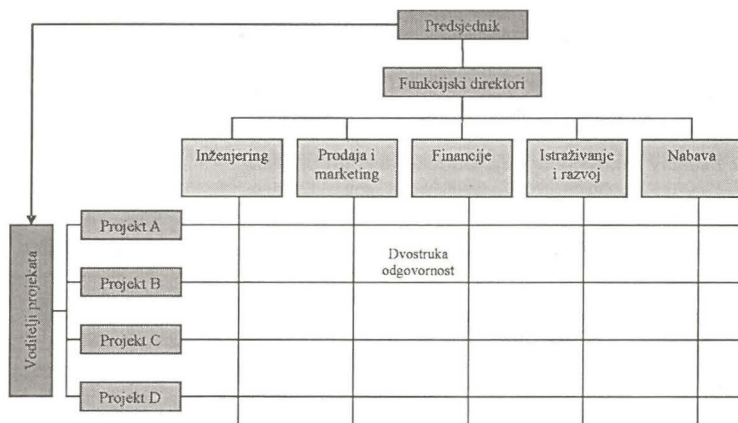 Predsjednik
Funkcijski direktori
Inženjering
Prodaja i
marketing
Financije
Istraživanje
i razvoj
Nabava
Voditelji projekata
Projekt A
Dvostruka
odgovornost
Projekt B
Projekt C
Projekt D